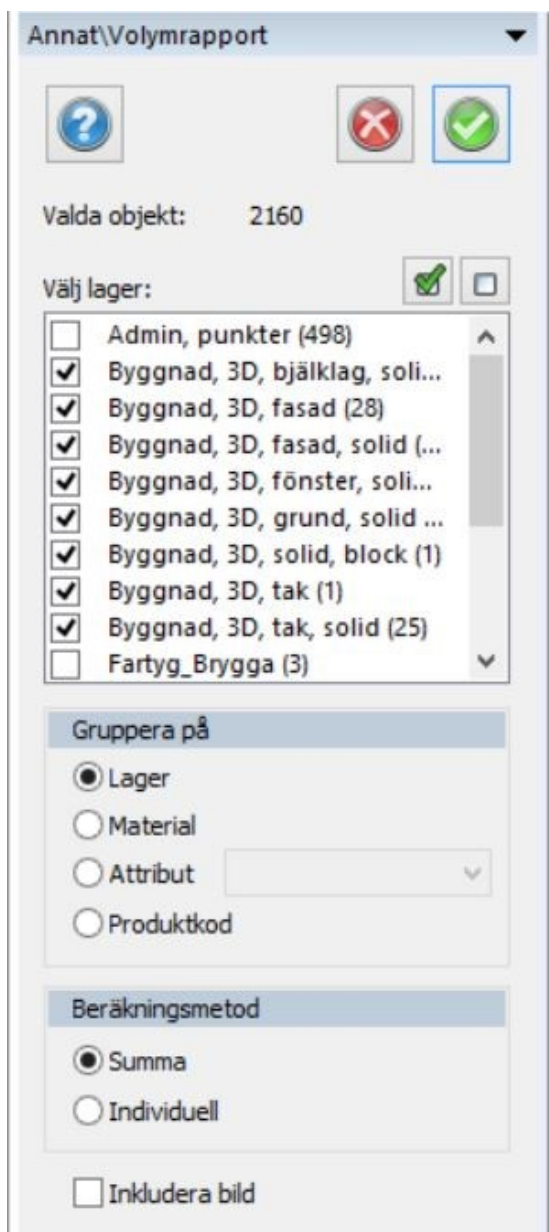 Annat\Volymrapport
Valda objekt: 2160
Välj lager:
Admin, punkter (498)
Byggnad, 3D, bjälklag, soli...
Byggnad, 3D, fasad (28)
Byggnad, 3D, fasad, solid (...
Byggnad, 3D, fönster, soli...
Byggnad, 3D, grund, solid ...
Byggnad, 3D, solid, block (1)
Byggnad, 3D, tak (1)
Byggnad, 3D, tak, solid (25)
Fartyg_Brygga (3)
Gruppera på
Lager
Material
Attribut
Produktkod
Beräkningsmetod
Summa
Individuell
Inkludera bild